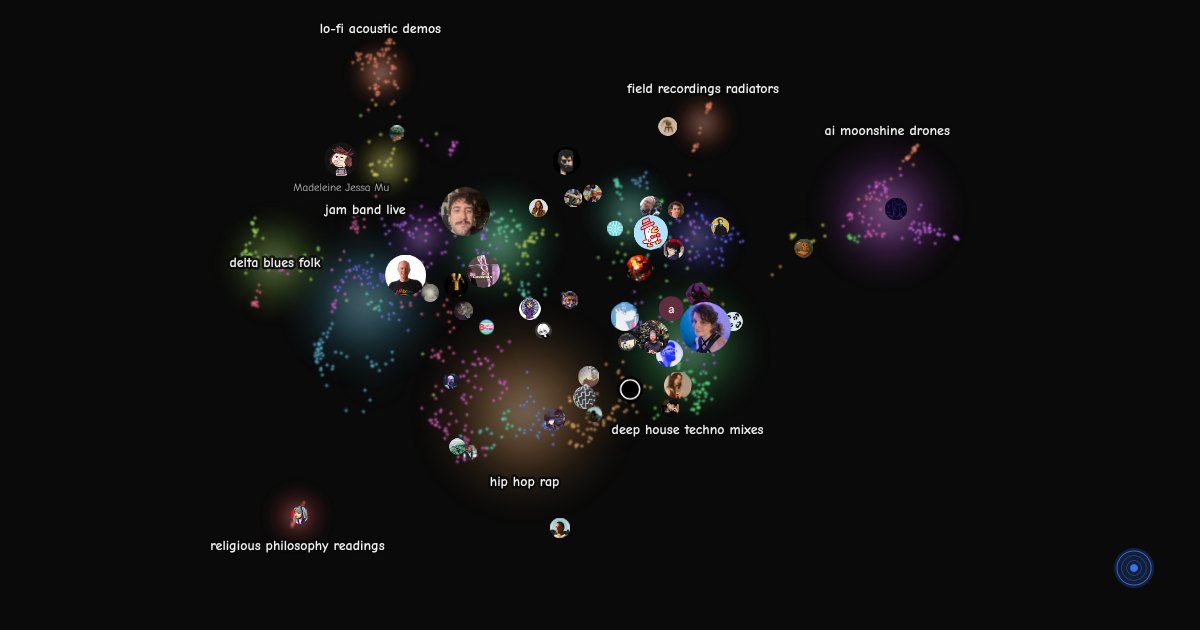 lo-fi acoustic demos
field recordings radiators
ai moonshine drones
Madeleine Jessa Mu
jam band live
delta blues folk
a
deep house techno mixes
hip hop rap
religious philosophy readings